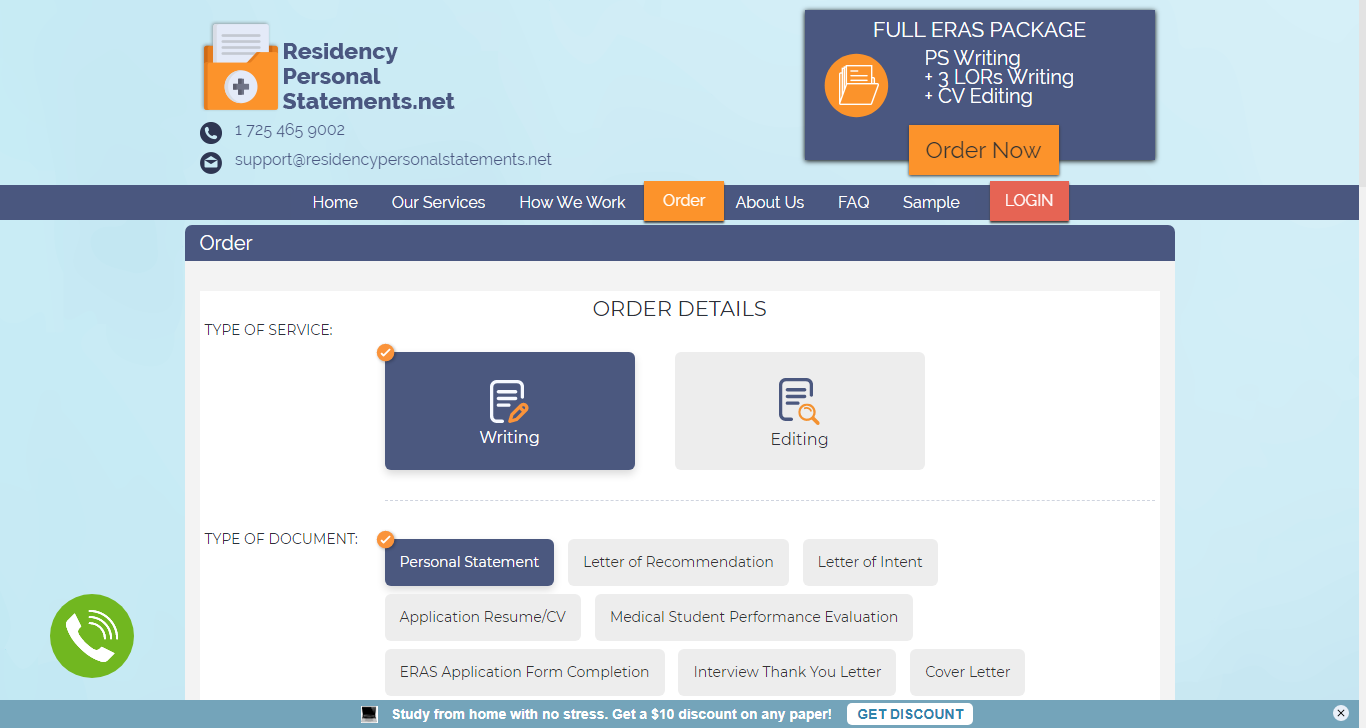 Residency
Personal
Statements.net
1 725 465 9002
support@residencypersonalstatements.net
FULL ERAS PACKAGE
PS Writing
+ 3 LORs Writing
+ CV Editing
Order Now
Home Our Services How We Work Order About Us FAQ Sample LOGIN
Order
ORDER DETAILS
TYPE OF SERVICE:
Writing Editing
TYPE OF DOCUMENT:
Personal Statement Letter of Recommendation Letter of Intent
Application Resume/CV Medical Student Performance Evaluation
ERAS Application Form Completion Interview Thank You Letter Cover Letter
Study from home with no stress. Get a $10 discount on any paper! GET DISCOUNT